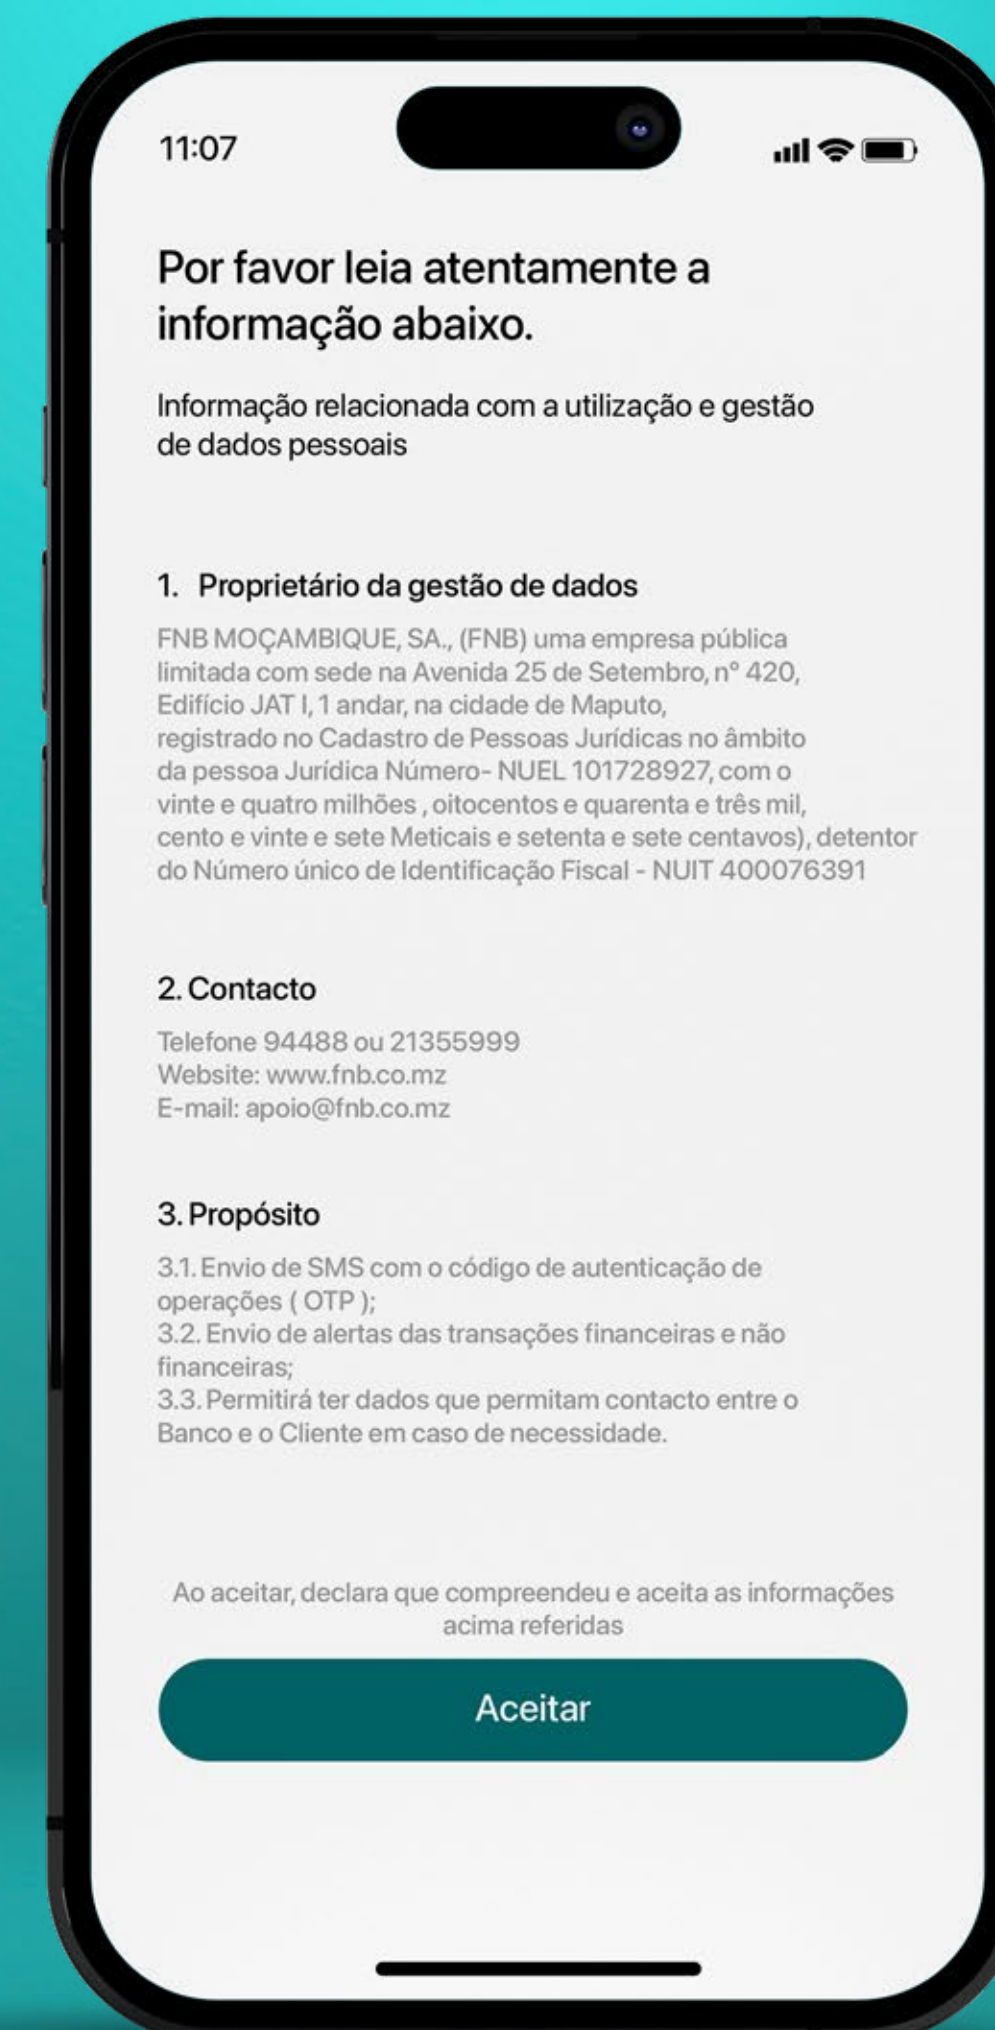 11:07
Por favor leia atentamente a
informação abaixo.
Informação relacionada com a utilização e gestão
de dados pessoais
1. Proprietário da gestão de dados
FNB MOÇAMBIQUE, SA., (FNB) uma empresa pública
limitada com sede na Avenida 25 de Setembro, nº 420,
Edifício JAT I, 1 andar, na cidade de Maputo,
registrado no Cadastro de Pessoas Jurídicas no âmbito
da pessoa Jurídica Número- NUEL 101728927, com o
vinte e quatro milhões , oitocentos e quarenta e três mil,
cento e vinte e sete Meticais e setenta e sete centavos), detentor
do Número único de Identificação Fiscal - NUIT 400076391
2. Contacto
Telefone 94488 ou 21355999
Website: www.fnb.co.mz
E-mail: apoio@fnb.co.mz
3. Propósito
3.1. Envio de SMS com o código de autenticação de
operações ( OTP );
3.2. Envio de alertas das transações financeiras e não
financeiras;
3.3. Permitirá ter dados que permitam contacto entre o
Banco e o Cliente em caso de necessidade.
Ao aceitar, declara que compreendeu e aceita as informações
acima referidas
Aceitar